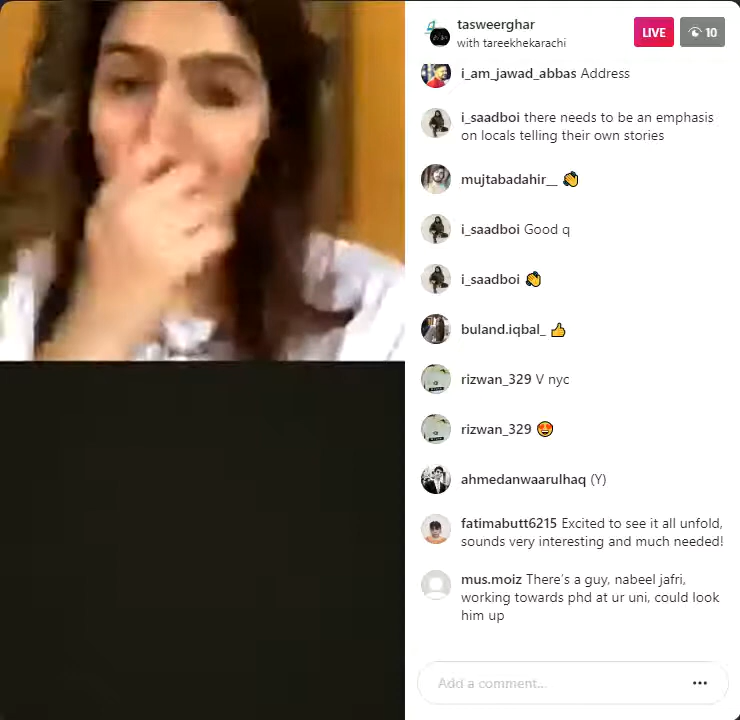 tasweerghar
with tareekhekarachi
LIVE
10
i_am_jawad_abbas Address
i_saadboi there needs to be an emphasis
on locals telling their own stories
mujtabadahir__ 👏
i_saadboi Good q
i_saadboi 👏
buland.iqbal_ 👍
rizwan_329 V nyc
rizwan_329 😍
ahmedanwaarulhaq (Y)
fatimabutt6215 Excited to see it all unfold,
sounds very interesting and much needed!
mus.moiz There's a guy, nabeel jafri,
working towards phd at ur uni, could look
him up
Add a comment...